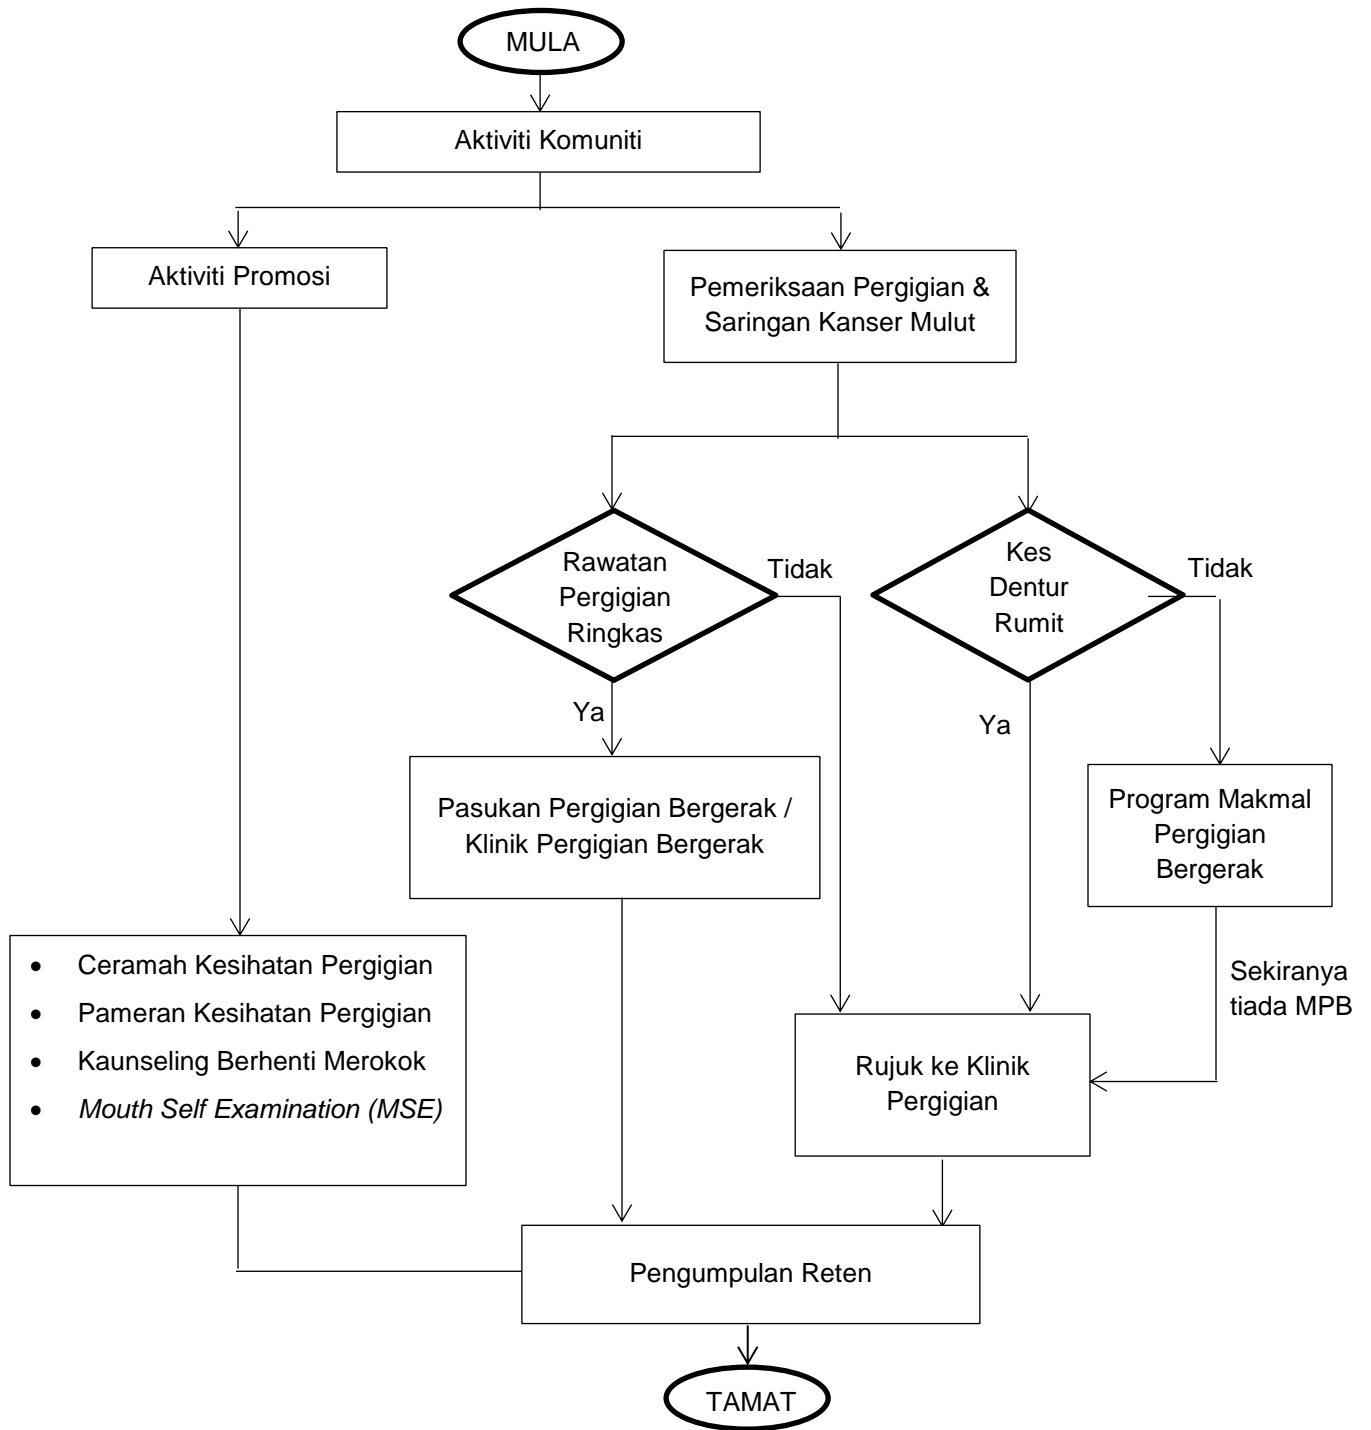 MULA
Aktiviti Komuniti
Aktiviti Promosi
Pemeriksaan Pergigian &
Saringan Kanser Mulut
Rawatan
Pergigian
Ringkas
Tidak
Kes
Dentur
Rumit
Tidak
Ya
Ya
Pasukan Pergigian Bergerak /
Klinik Pergigian Bergerak
Program Makmal
Pergigian
Bergerak
• Ceramah Kesihatan Pergigian
• Pameran Kesihatan Pergigian
• Kaunseling Berhenti Merokok
• Mouth Self Examination (MSE)
Sekiranya
tiada MPB
Rujuk ke Klinik
Pergigian
Pengumpulan Reten
TAMAT